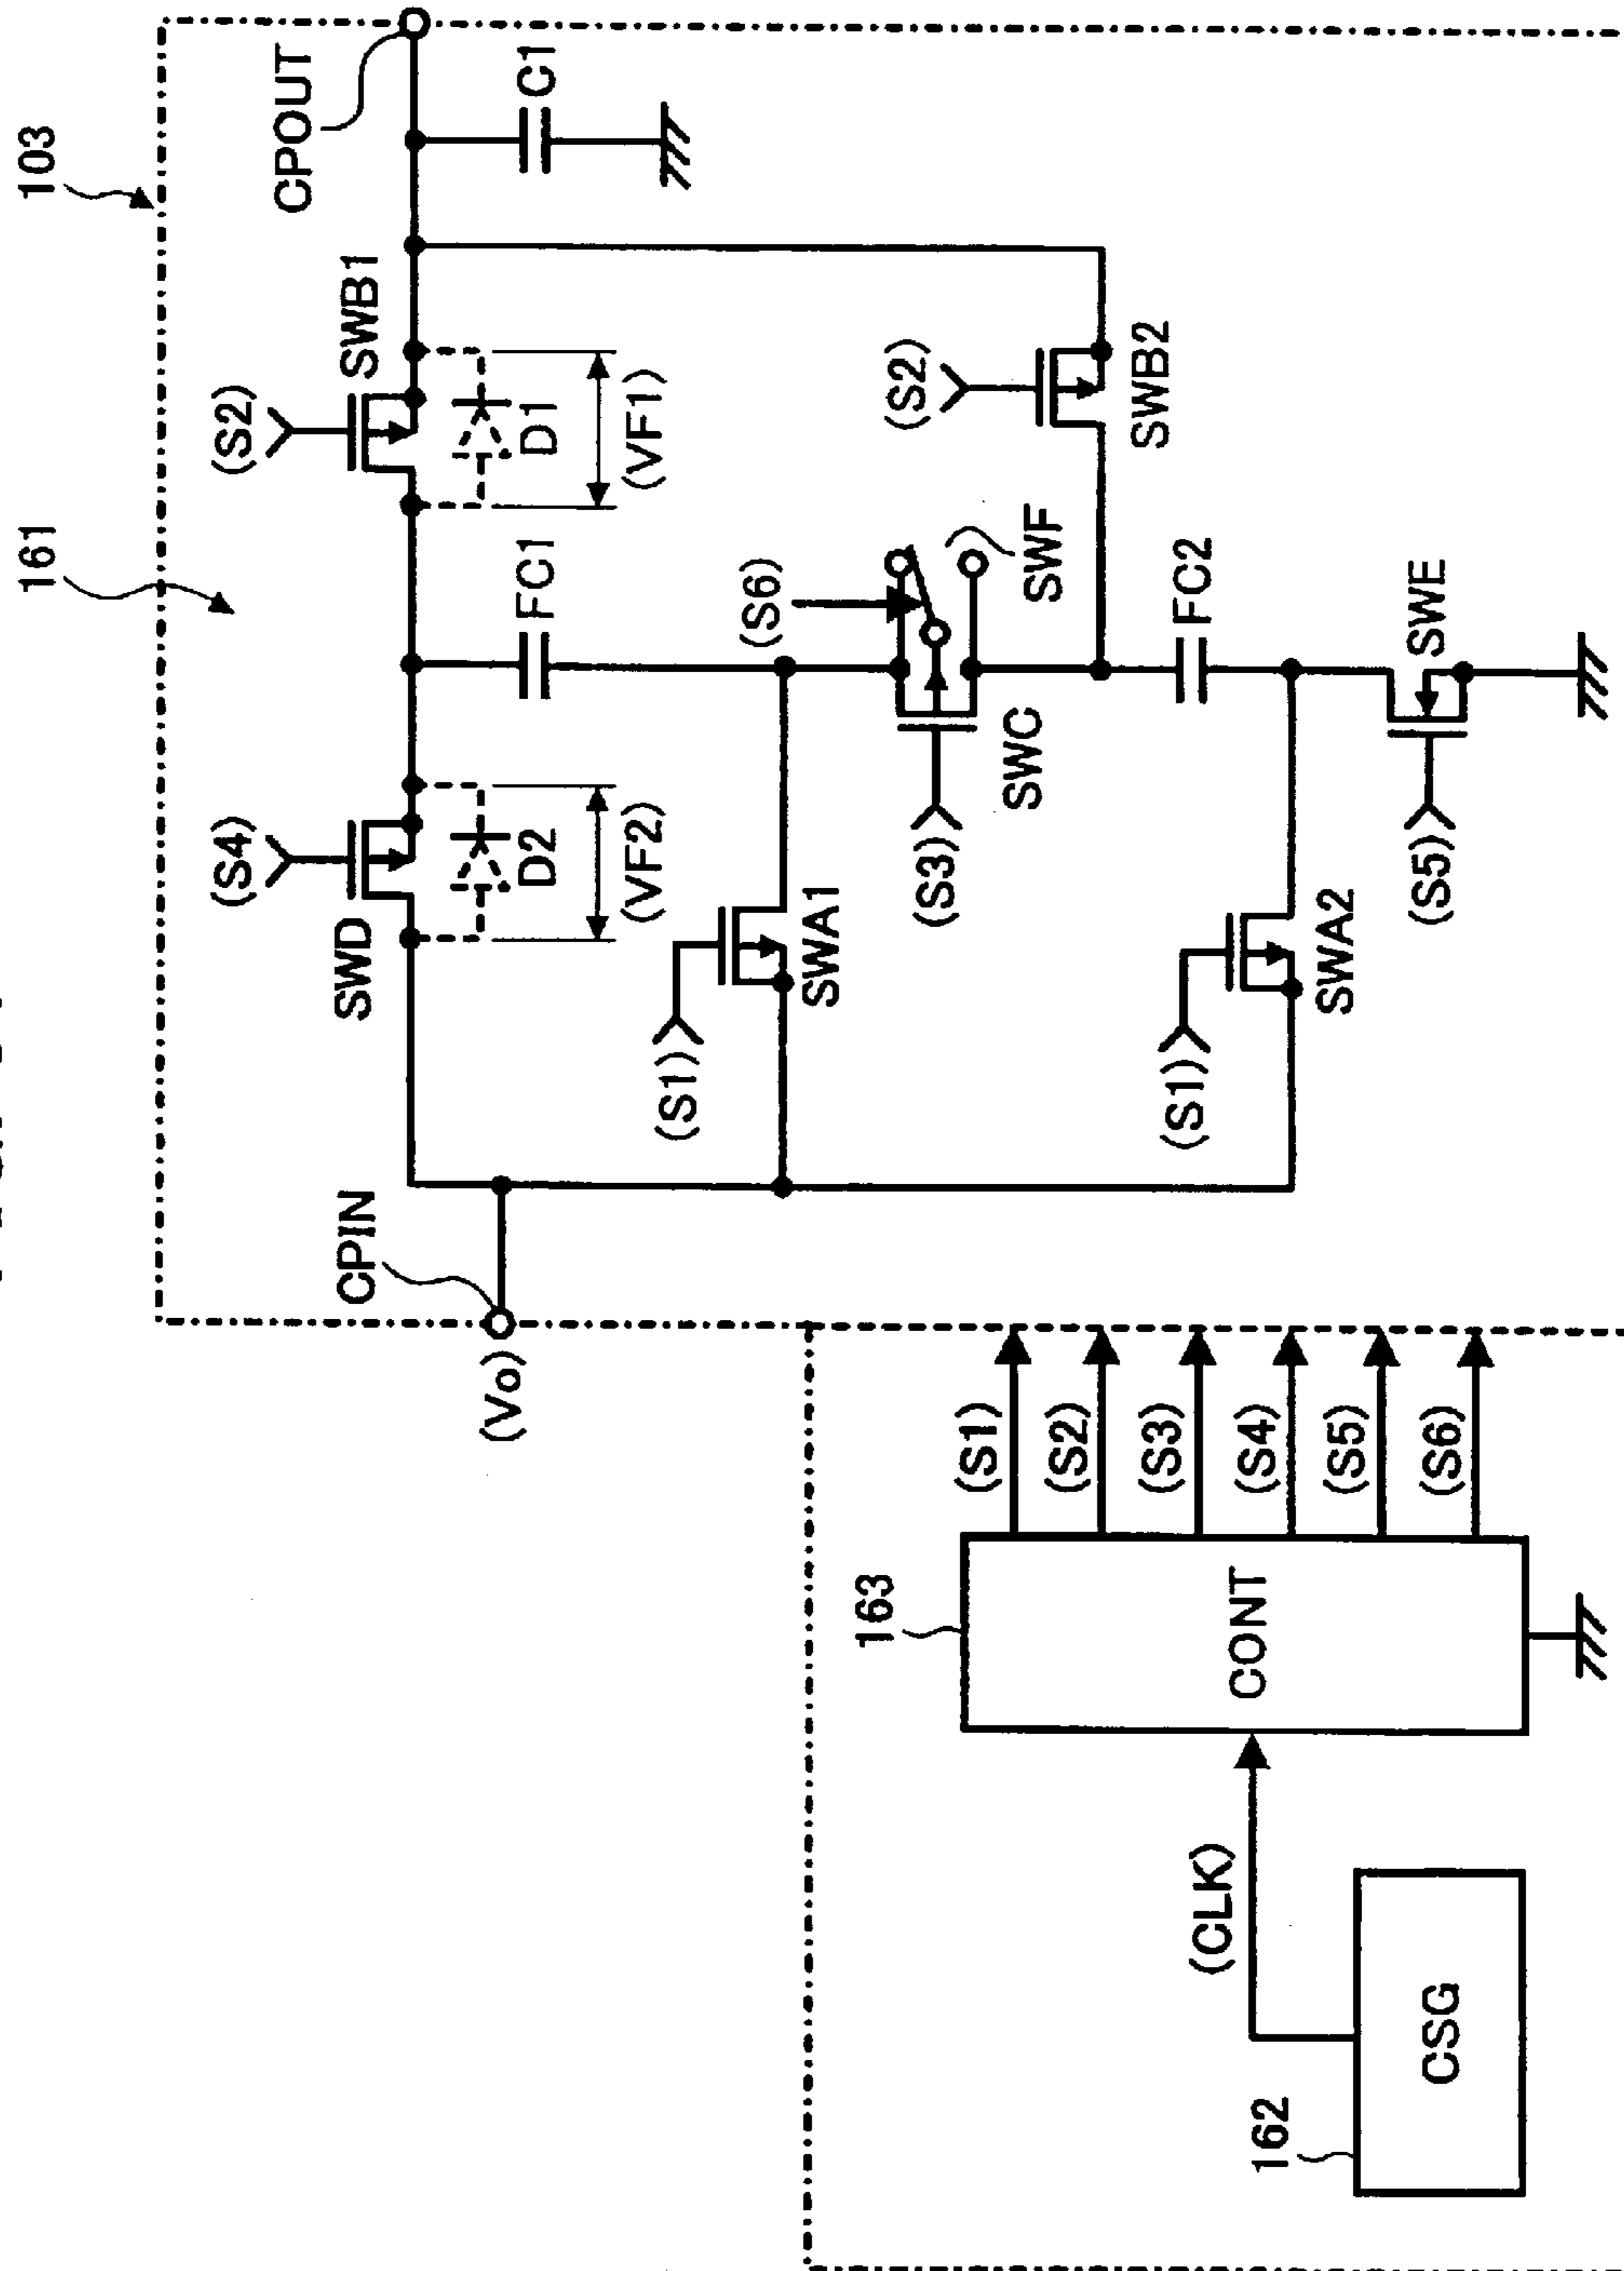 103
161
CPOUT
C1
(S2)
SWB1
D1
(VF1)
(S4)
SWD
D2
(VF2)
FC1
(S6)
SWF
(S2)
SWB2
SWC
(S3)
FC2
(S1)
SWA1
(S1)
SWA2
SWE
(S5)
CPIN
(Vo)
(S1)
(S2)
(S3)
(S4)
(S5)
(S6)
163
CONT
(CLK)
162
CSG